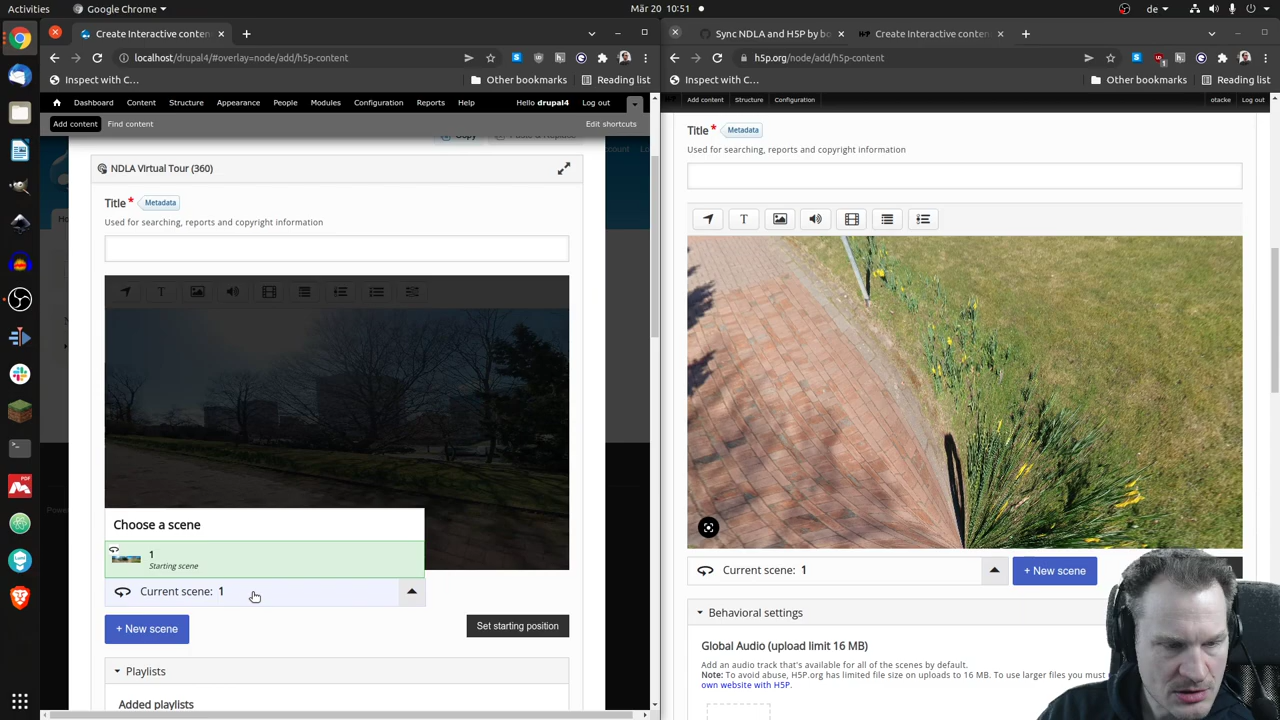 Activities
Google Chrome
Mär 20 10:51
de
Create Interactive conten
localhost/drupal4/#overlay=node/add/h5p-content
Inspect with C...
Other bookmarks
Reading list
Dashboard Content Structure Appearance People Modules Configuration Reports Help
Hello drupal4 Log out
Add content Find content
Edit shortcuts
Copy
NDLA Virtual Tour (360)
Title * Metadata
Used for searching, reports and copyright information
T
Choose a scene
1
Starting scene
Current scene: 1
+ New scene
Set starting position
Playlists
Added playlists
Sync NDLA and H5P by bo
Create Interactive conten
h5p.org/node/add/h5p-content
Inspect with C...
Other bookmarks
Reading list
Add content Structure Configuration
otacke Log out
Title * Metadata
Used for searching, reports and copyright information
T
Current scene: 1
+ New scene
Behavioral settings
Global Audio (upload limit 16 MB)
Add an audio track that's available for all of the scenes by default.
Note: To avoid abuse, H5P.org has limited file size on uploads to 16 MB. To use larger files you must
own website with H5P.